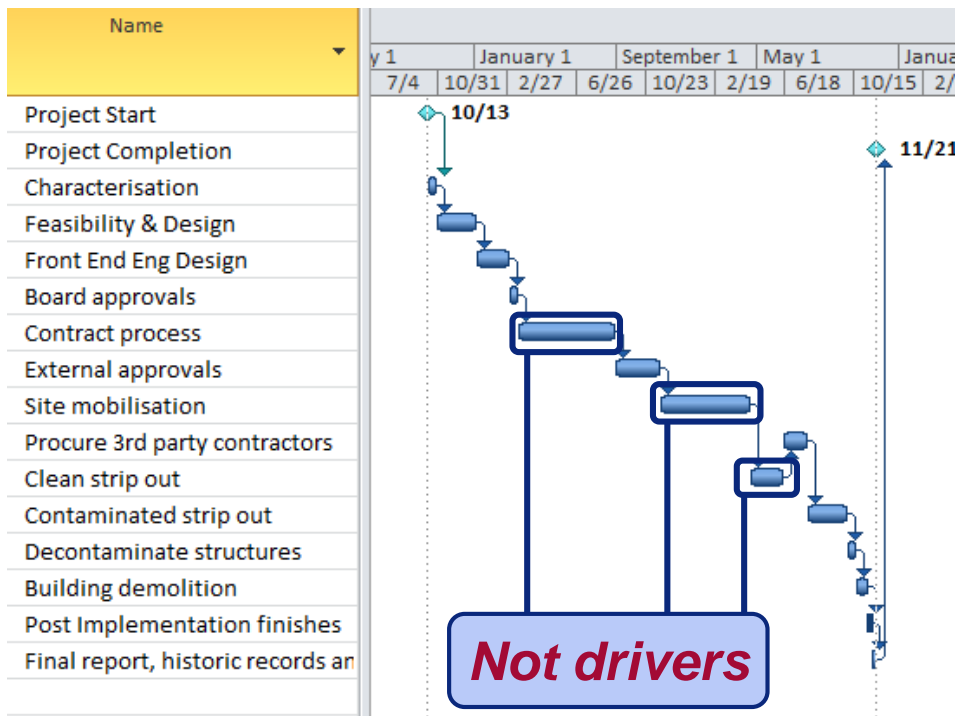 Name
y 1 January 1 September 1 May 1 Janua
7/4 10/31 2/27 6/26 10/23 2/19 6/18 10/15 2/
Project Start
10/13
Project Completion
11/21
Characterisation
Feasibility & Design
Front End Eng Design
Board approvals
Contract process
External approvals
Site mobilisation
Procure 3rd party contractors
Clean strip out
Contaminated strip out
Decontaminate structures
Building demolition
Post Implementation finishes
Final report, historic records an
Not drivers